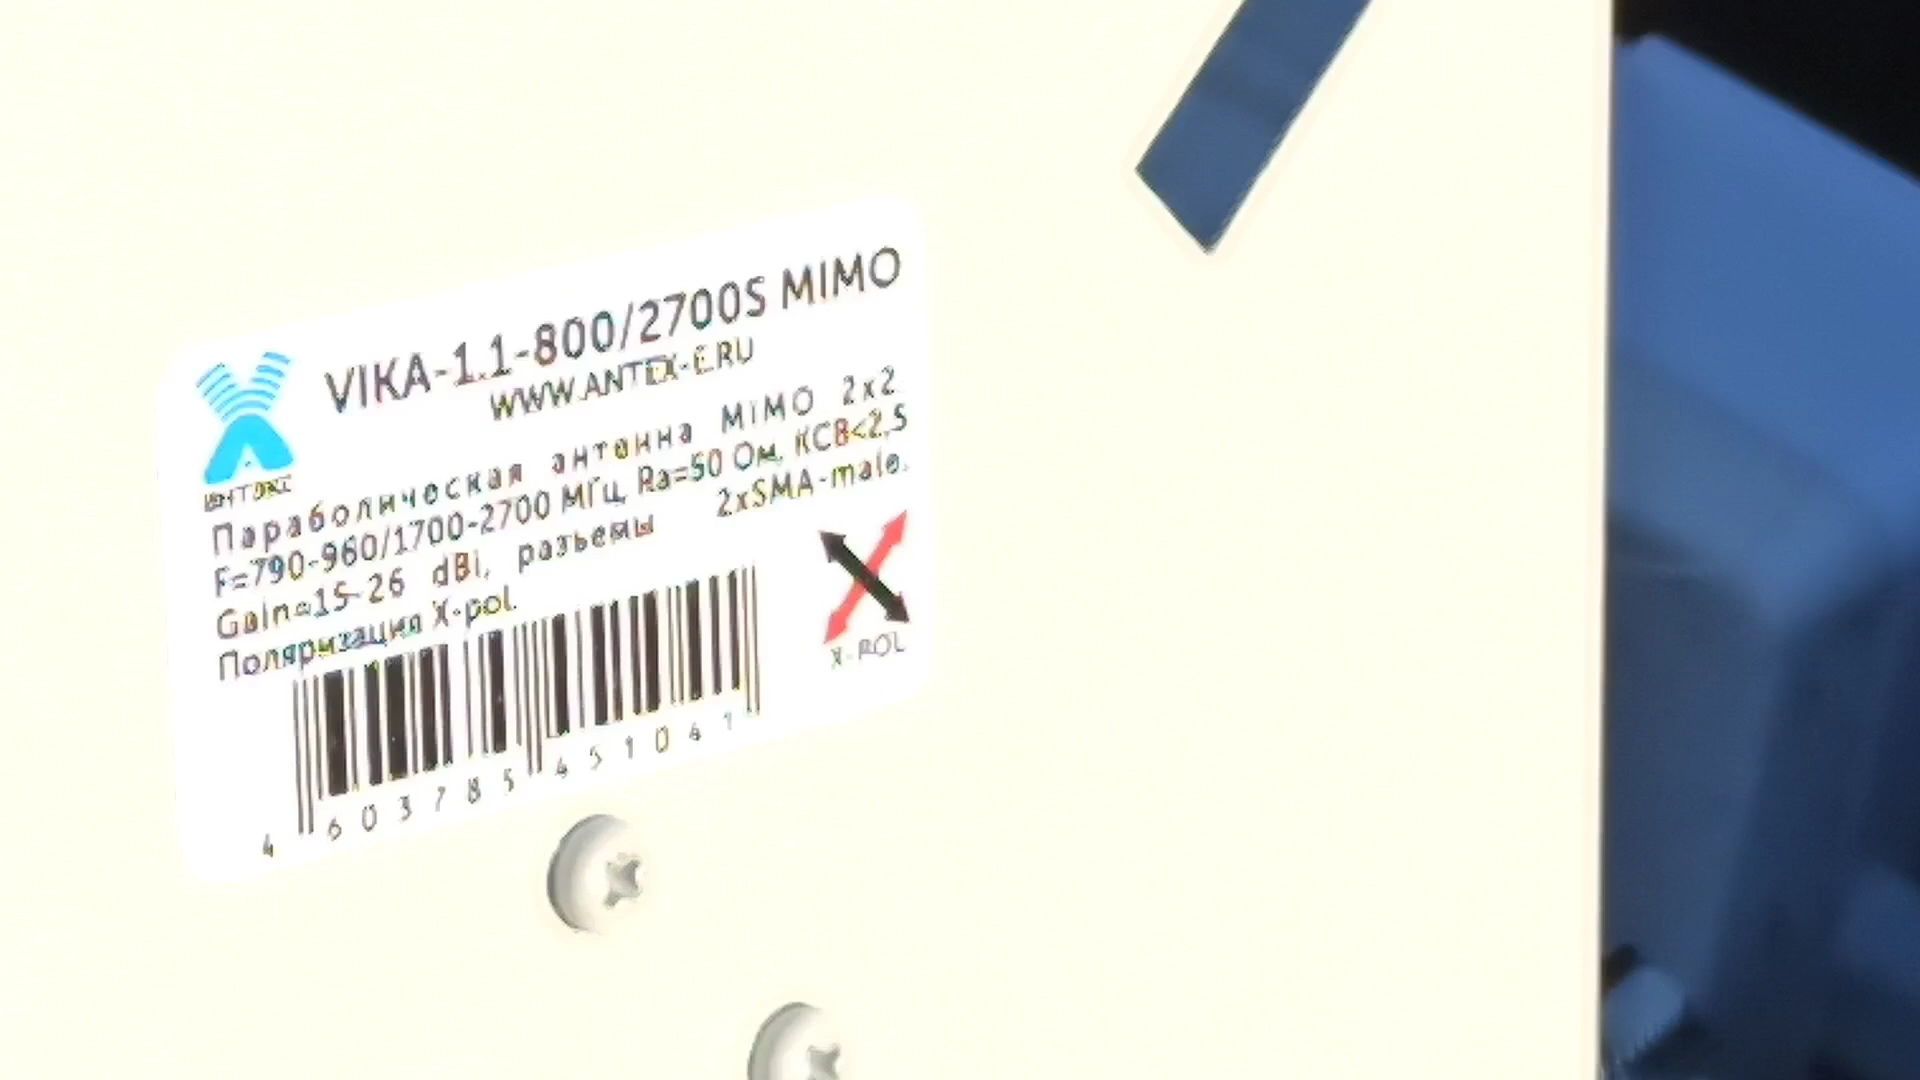 VIKA-1.1-800/2700S MIMO
WWW.ANTEX-E.RU
АНТЭКС
Параболическая антенна MIMO 2x2
F=790-960/1700-2700 МГц, Ra=50 Ом, КСВ<2,5
Gain=15-26 dBi, разъемы 2xSMA-male.
Поляризация X-pol.
X-POL
4 603785 451041